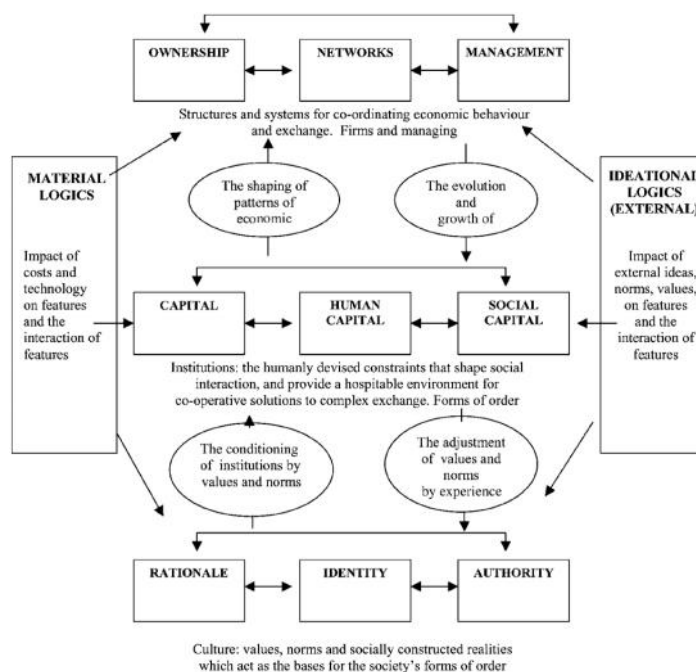 OWNERSHIP
NETWORKS
MANAGEMENT
Structures and systems for co-ordinating economic behaviour
and exchange. Firms and managing
MATERIAL
LOGICS
Impact of
costs and
technology
on features
and the
interaction of
features
The shaping of
patterns of
economic
The evolution
and
growth of
IDEATIONAL
LOGICS
(EXTERNAL)
Impact of
external ideas,
norms, values,
on features
and the
interaction of
features
CAPITAL
HUMAN
CAPITAL
SOCIAL
CAPITAL
Institutions: the humanly devised constraints that shape social
interaction, and provide a hospitable environment for
co-operative solutions to complex exchange. Forms of order
The conditioning
of institutions by
values and norms
The adjustment
of values and
norms
by experience
RATIONALE
IDENTITY
AUTHORITY
Culture: values, norms and socially constructed realities
which act as the bases for the society's forms of order